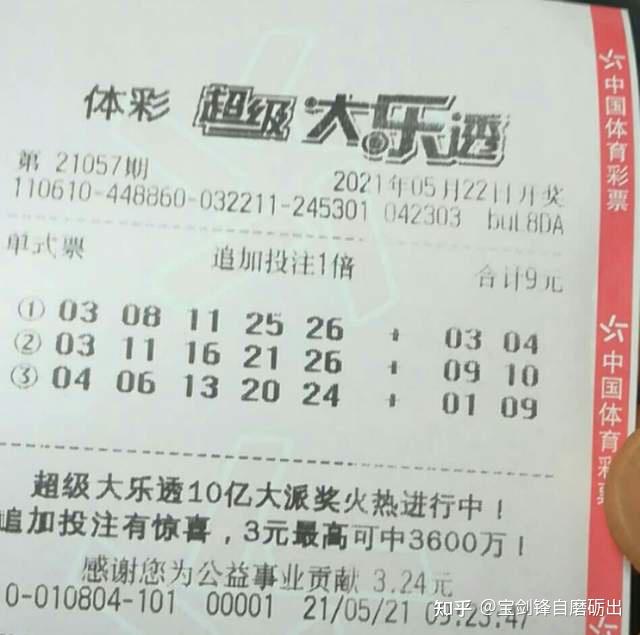 体彩 超级大乐透
第 21057期 2021年05月22日开奖
110610-448860-032211-245301 042303 buL8DA
单式票 追加投注1倍 合计9元
① 03 08 11 25 26 + 03 04
② 03 11 16 21 26 + 09 10
③ 04 06 13 20 24 + 01 09
超级大乐透10亿大派奖火热进行中！
追加投注有惊喜，3元最高可中3600万！
感谢您为公益事业贡献 3.24元
0-010804-101 00001 21/05/21 09:23:47
中国体育彩票
中国体育彩票
知乎 @宝剑锋自磨砺出